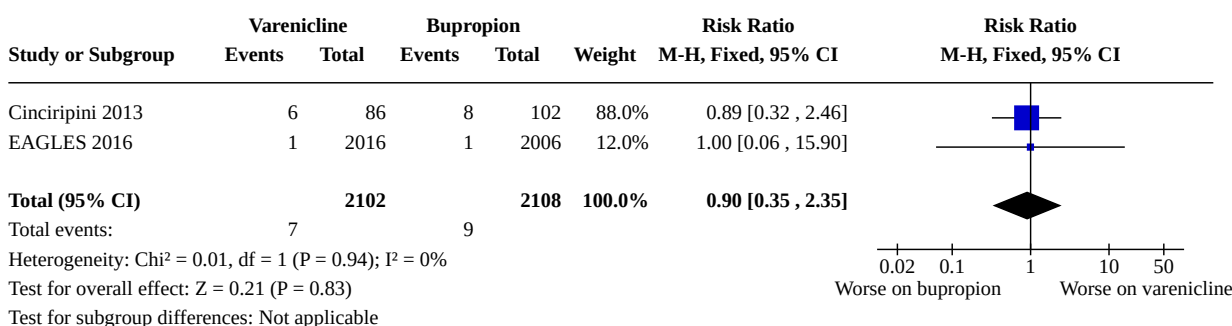 Varenicline Bupropion Risk Ratio Risk Ratio
Study or Subgroup Events Total Events Total Weight M-H, Fixed, 95% CI M-H, Fixed, 95% CI
Cinciripini 2013 6 86 8 102 88.0% 0.89 [0.32 , 2.46]
EAGLES 2016 1 2016 1 2006 12.0% 1.00 [0.06 , 15.90]
Total (95% CI) 2102 2108 100.0% 0.90 [0.35 , 2.35]
Total events: 7 9
Heterogeneity: Chi² = 0.01, df = 1 (P = 0.94); I² = 0%
0.02 0.1 1 10 50
Test for overall effect: Z = 0.21 (P = 0.83)
Worse on bupropion Worse on varenicline
Test for subgroup differences: Not applicable